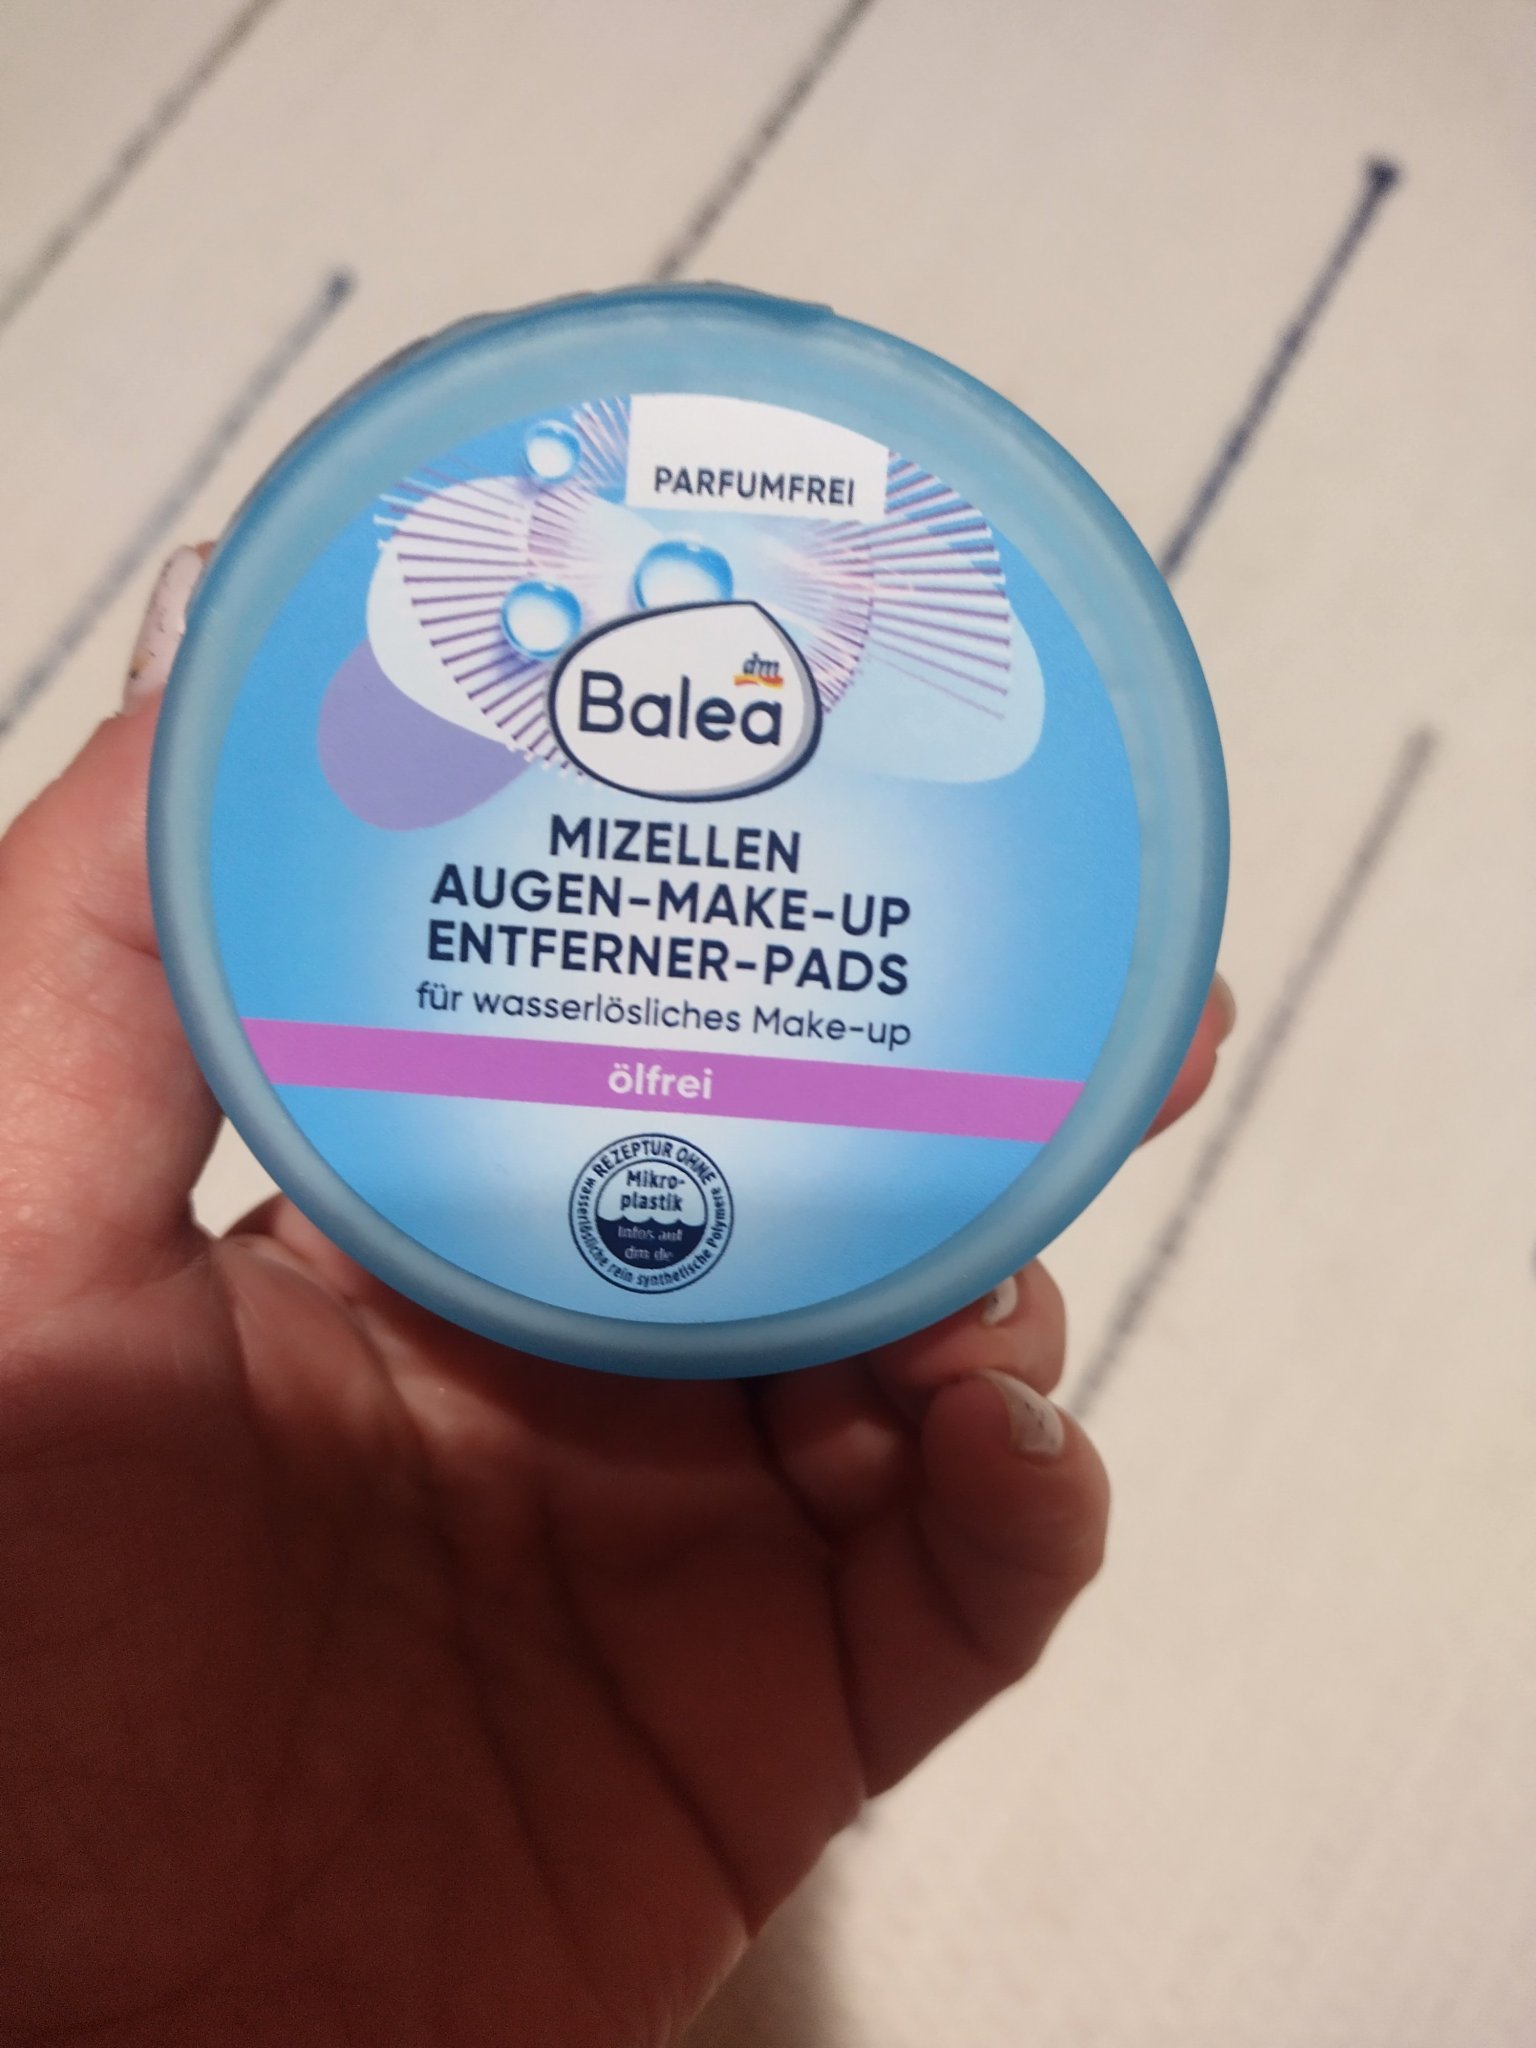 PARFUMFREI
dm
Balea
MIZELLEN
AUGEN-MAKE-UP
ENTFERNER-PADS
für wasserlösliches Make-up
ölfrei
REZEPTUR OHNE
Mikro-
plastik
Infos auf
dm.de
wasserlösliche rein synthetische Polymere